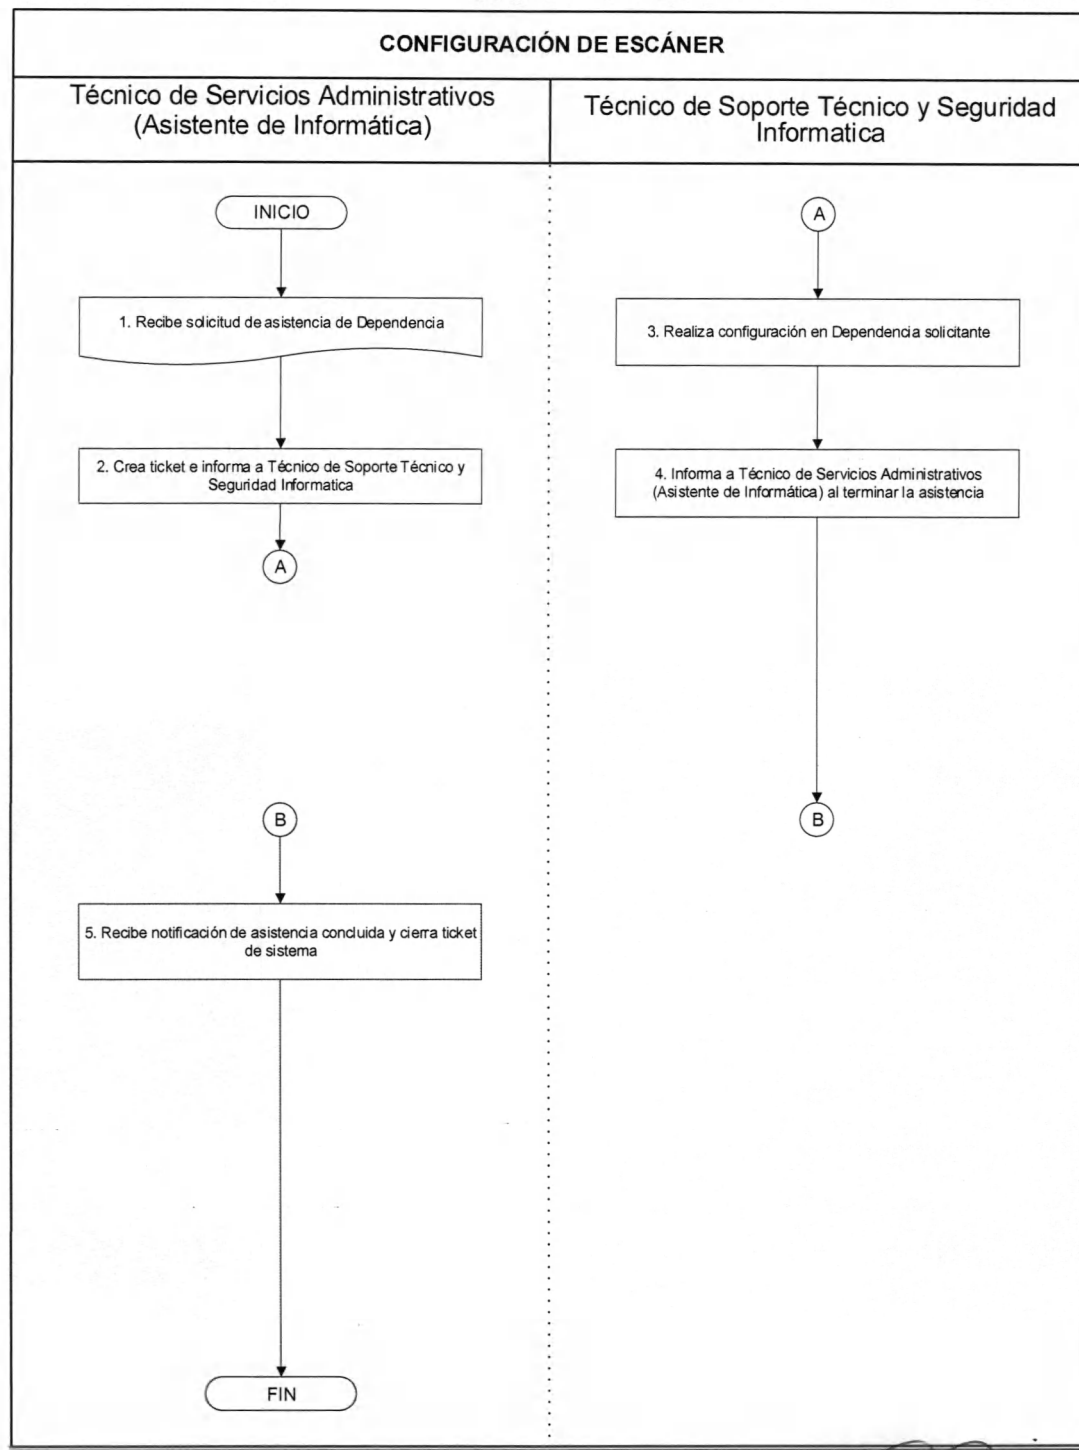 CONFIGURACIÓN DE ESCÁNER
Técnico de Servicios Administrativos
(Asistente de Informática)
INICIO
1. Recibe solicitud de asistencia de Dependencia
2. Crea ticket e informa a Técnico de Soporte Técnico y
Seguridad Informatica
A
B
5. Recibe notificación de asistencia concluida y cierra ticket
de sistema
FIN
Técnico de Soporte Técnico y Seguridad
Informatica
A
3. Realiza configuración en Dependencia solicitante
4. Informa a Técnico de Servicios Administrativos
(Asistente de Informática) al terminar la asistencia
B